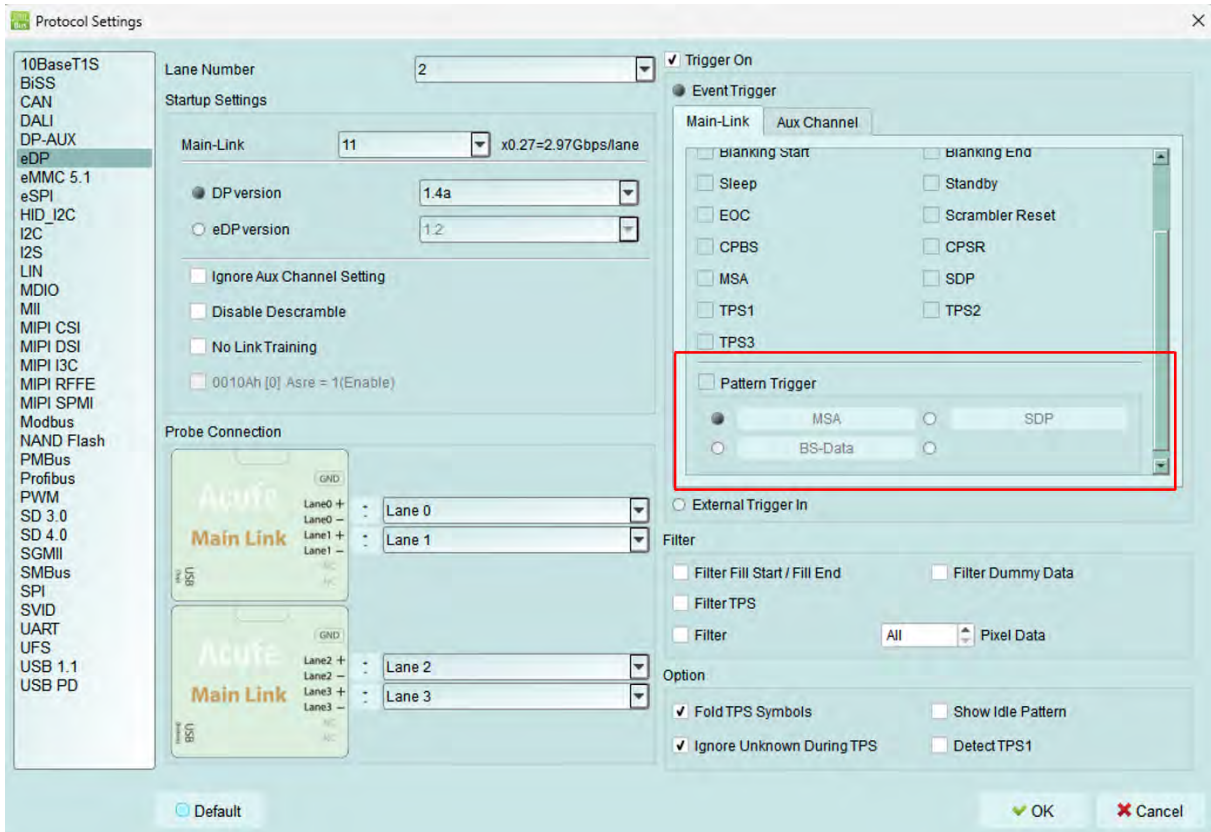 Protocol Settings
10BaseT1S
BiSS
CAN
DALI
DP-AUX
eDP
eMMC 5.1
eSPI
HID_I2C
I2C
I2S
LIN
MDIO
MII
MIPI CSI
MIPI DSI
MIPI I3C
MIPI RFFE
MIPI SPMI
Modbus
NAND Flash
PMBus
Profibus
PWM
SD 3.0
SD 4.0
SGMII
SMBus
SPI
SVID
UART
UFS
USB 1.1
USB PD
Lane Number 2
Startup Settings
Main-Link 11 x0.27=2.97Gbps/lane
DP version 1.4a
eDP version 1.2
Ignore Aux Channel Setting
Disable Descramble
No Link Training
0010Ah [0] Asre = 1(Enable)
Probe Connection
Acute
Main Link
GND
Lane0 +
Lane0 –
Lane1 +
Lane1 –
NC
NC
USB
: Lane 0
: Lane 1
Acute
Main Link
GND
Lane2 +
Lane2 –
Lane3 +
Lane3 –
NC
NC
USB
: Lane 2
: Lane 3
Trigger On
Event Trigger
Main-Link Aux Channel
Blanking Start Blanking End
Sleep Standby
EOC Scrambler Reset
CPBS CPSR
MSA SDP
TPS1 TPS2
TPS3
Pattern Trigger
MSA SDP
BS-Data
External Trigger In
Filter
Filter Fill Start / Fill End Filter Dummy Data
Filter TPS
Filter All Pixel Data
Option
Fold TPS Symbols Show Idle Pattern
Ignore Unknown During TPS Detect TPS1
Default OK Cancel